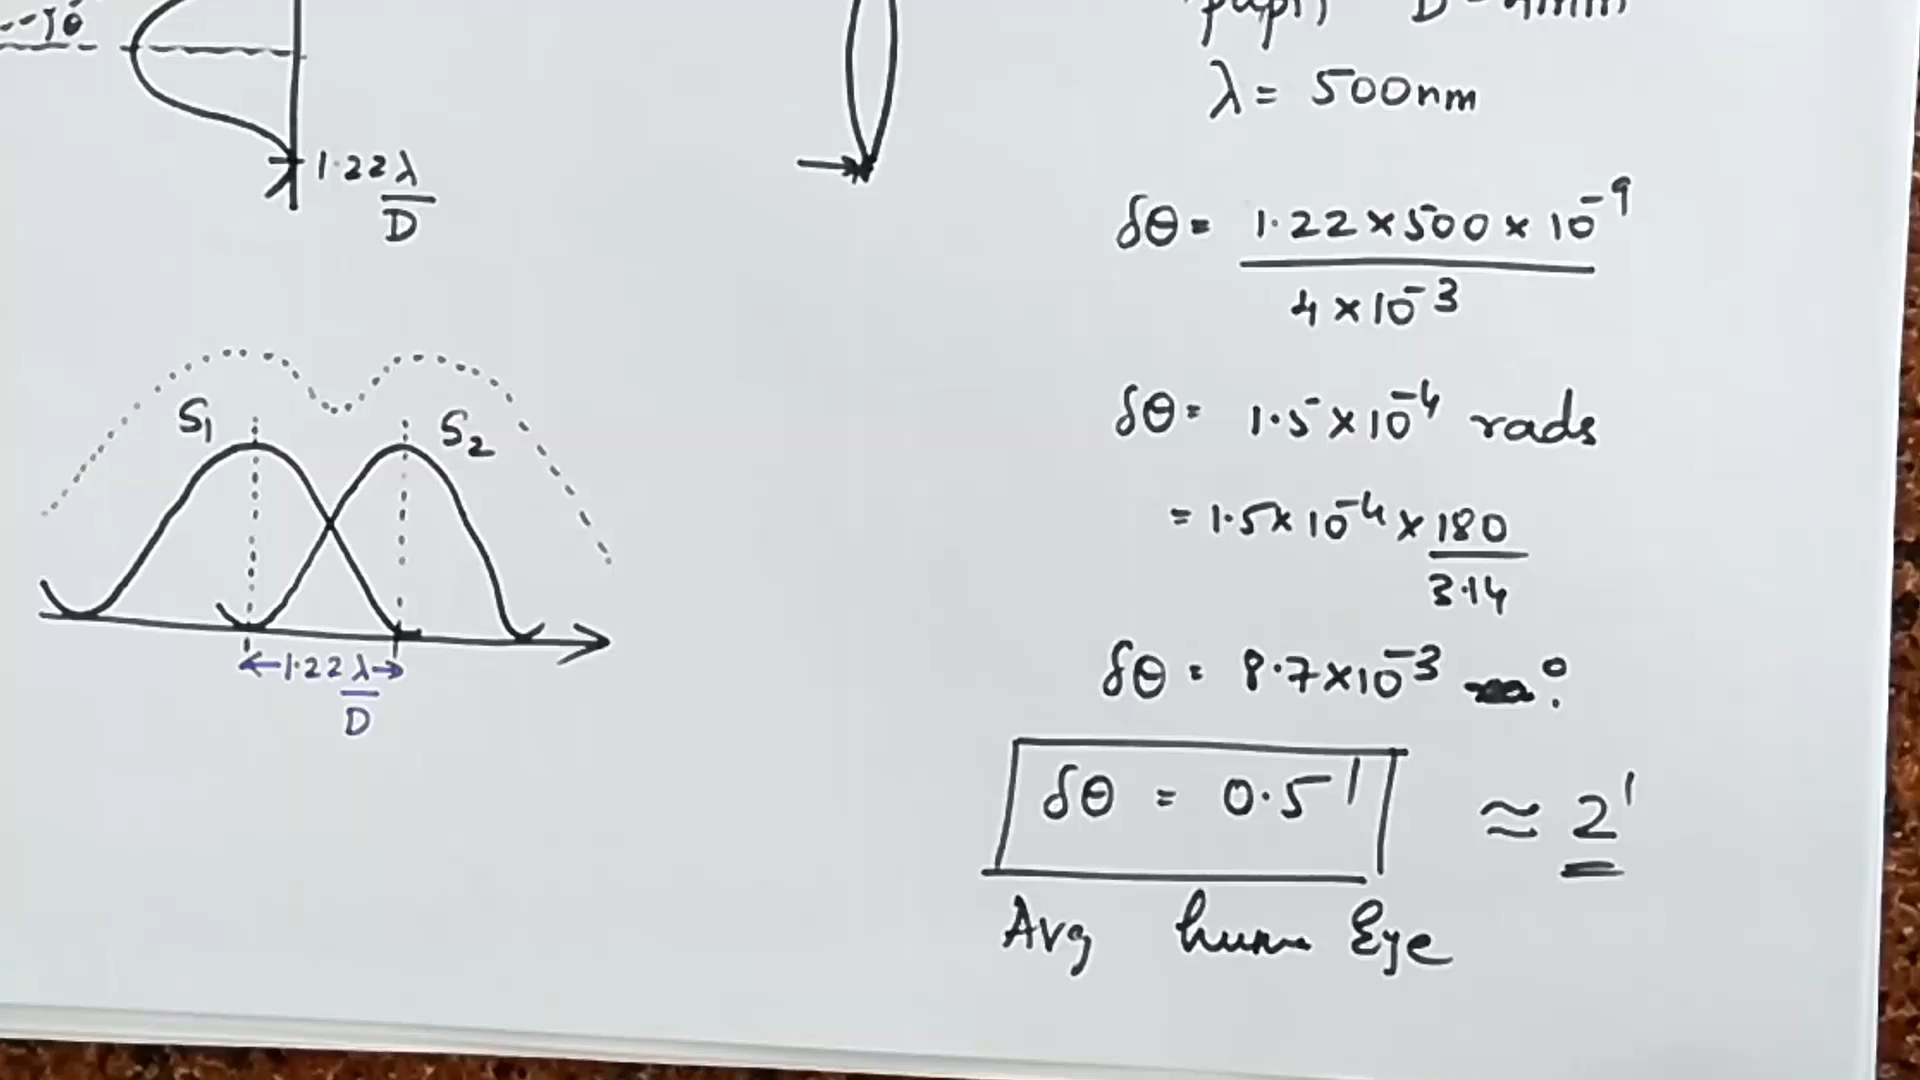 λ = 500nm
1.22λ
D
δθ = 1.22 × 500 × 10⁻⁹
4 × 10⁻³
δθ = 1.5 × 10⁻⁴ rads
= 1.5 × 10⁻⁴ × 180
3.14
δθ = 8.7 × 10⁻³ °
δθ = 0.5' ≈ 2'
Avg human Eye
S₁ S₂
1.22λ
D